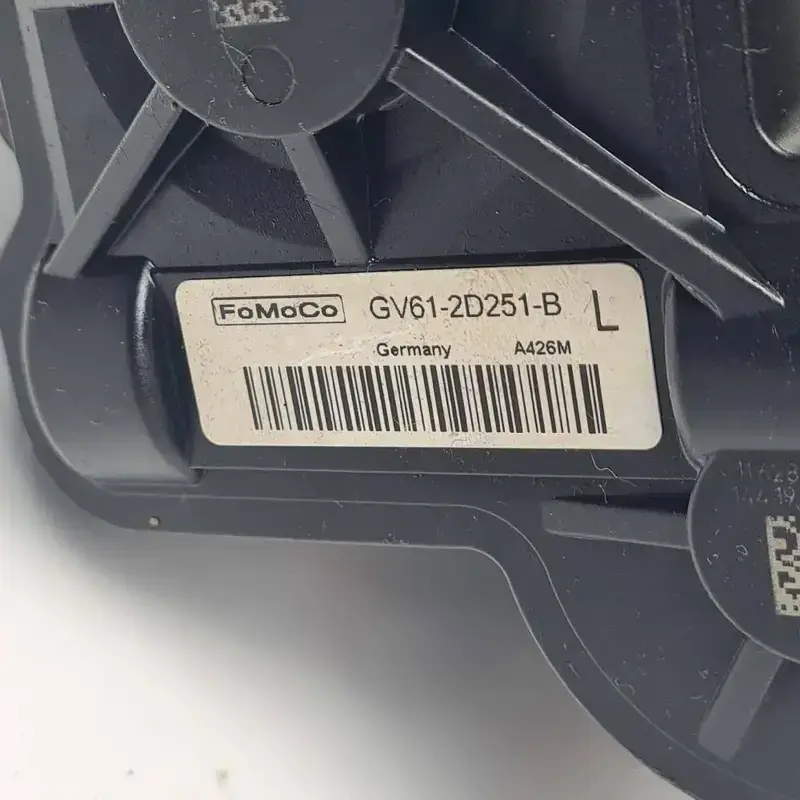 FoMoCo GV61-2D251-B L
Germany A426M